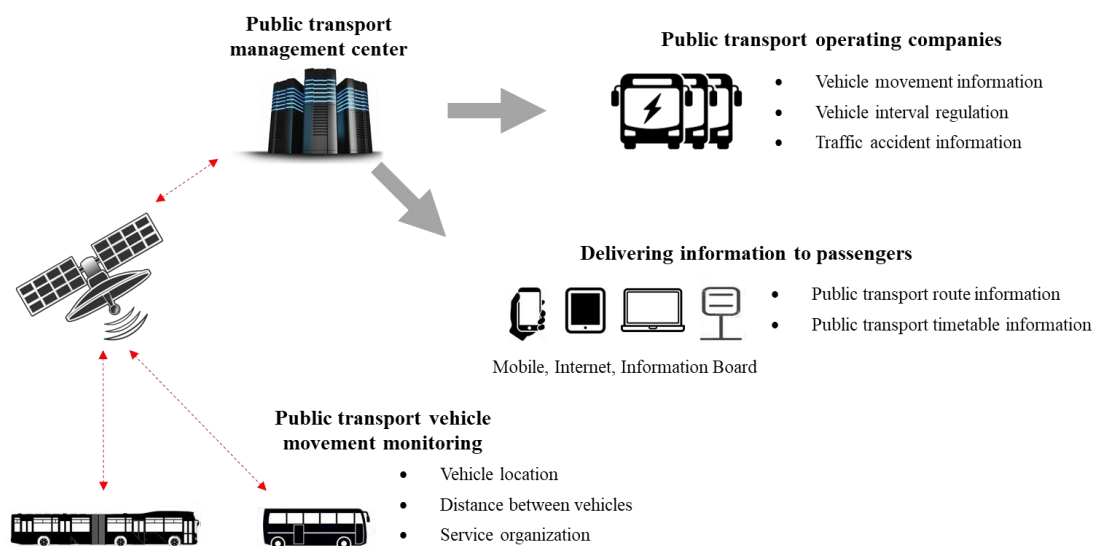 Public transport
management center
Public transport operating companies
• Vehicle movement information
• Vehicle interval regulation
• Traffic accident information
Delivering information to passengers
• Public transport route information
• Public transport timetable information
Mobile, Internet, Information Board
Public transport vehicle
movement monitoring
• Vehicle location
• Distance between vehicles
• Service organization